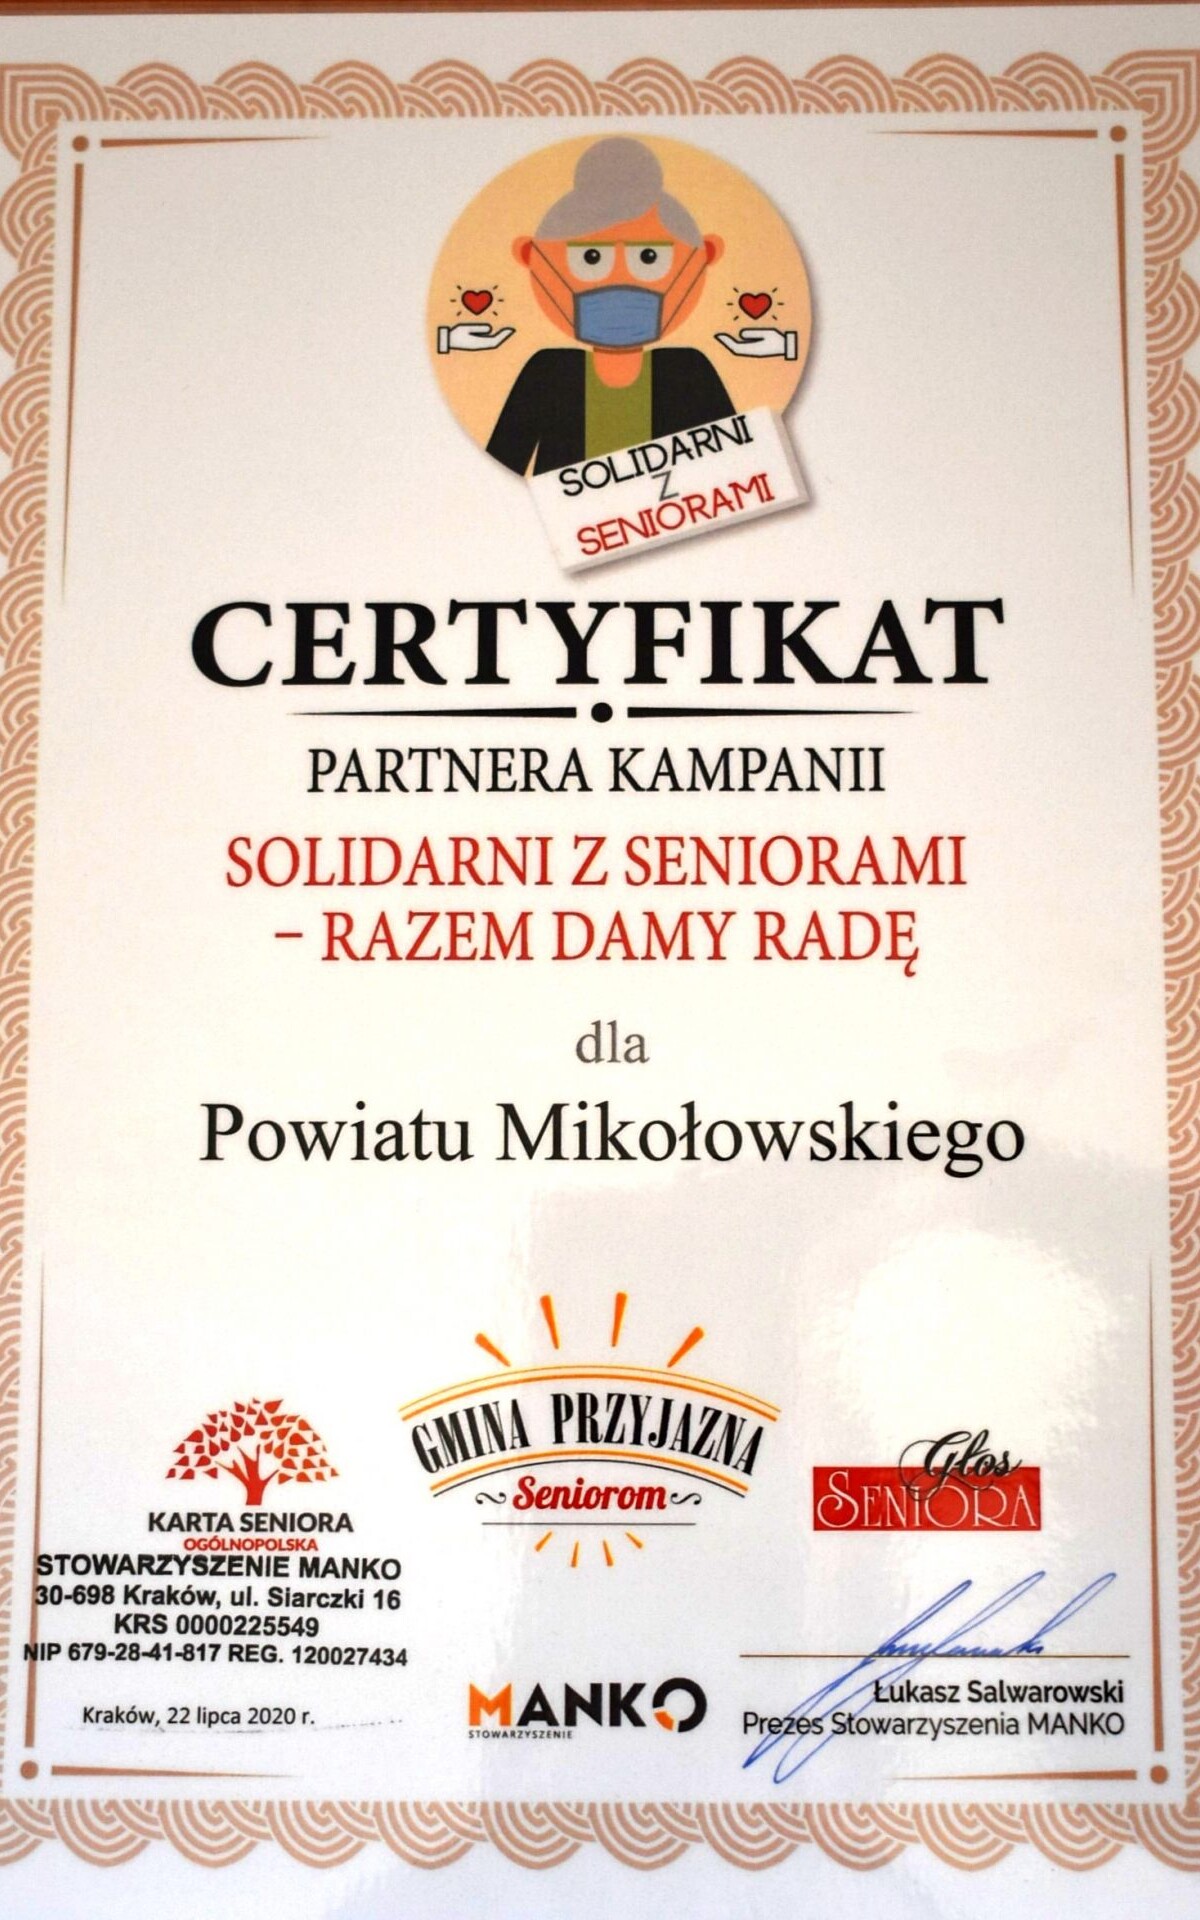 SOLIDARNI
Z
SENIORAMI
CERTYFIKAT
PARTNERA KAMPANII
SOLIDARNI Z SENIORAMI
– RAZEM DAMY RADĘ
dla
Powiatu Mikołowskiego
GMINA PRZYJAZNA
Seniorom
Głos
SENIORA
KARTA SENIORA
OGÓLNOPOLSKA
STOWARZYSZENIE MANKO
30-698 Kraków, ul. Siarczki 16
KRS 0000225549
NIP 679-28-41-817 REG. 120027434
Kraków, 22 lipca 2020 r.
MANKO
STOWARZYSZENIE
Łukasz Salwarowski
Prezes Stowarzyszenia MANKO